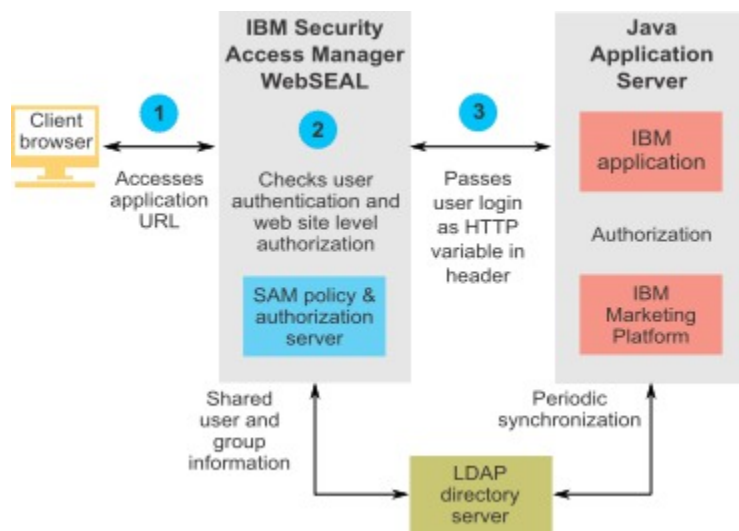 IBM Security
Access Manager
WebSEAL
Java
Application
Server
Client
browser
1
Accesses
application
URL
2
Checks user
authentication and
web site level
authorization
SAM policy &
authorization
server
3
Passes
user login
as HTTP
variable in
header
IBM
application
Authorization
IBM
Marketing
Platform
Shared
user and
group
information
Periodic
synchronization
LDAP
directory
server